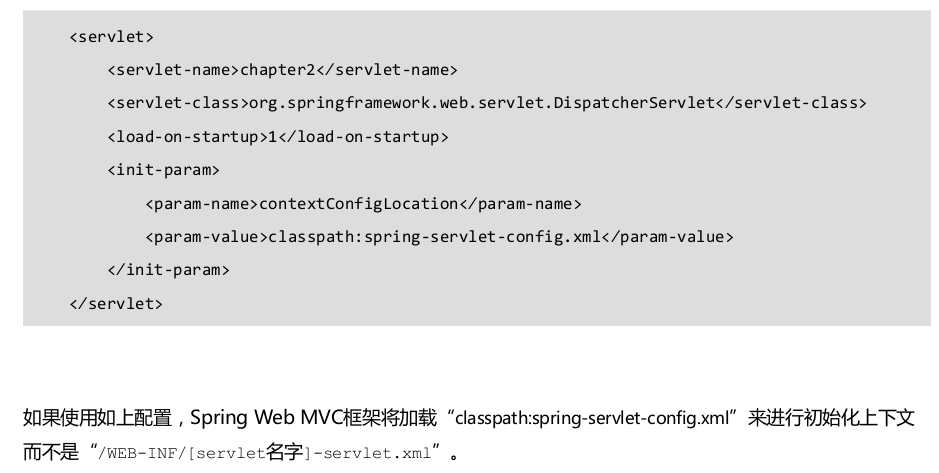 <servlet>
<servlet-name>chapter2</servlet-name>
<servlet-class>org.springframework.web.servlet.DispatcherServlet</servlet-class>
<load-on-startup>1</load-on-startup>
<init-param>
<param-name>contextConfigLocation</param-name>
<param-value>classpath:spring-servlet-config.xml</param-value>
</init-param>
</servlet>
如果使用如上配置，Spring Web MVC框架将加载“classpath:spring-servlet-config.xml”来进行初始化上下文
而不是“/WEB-INF/[servlet名字]-servlet.xml”。